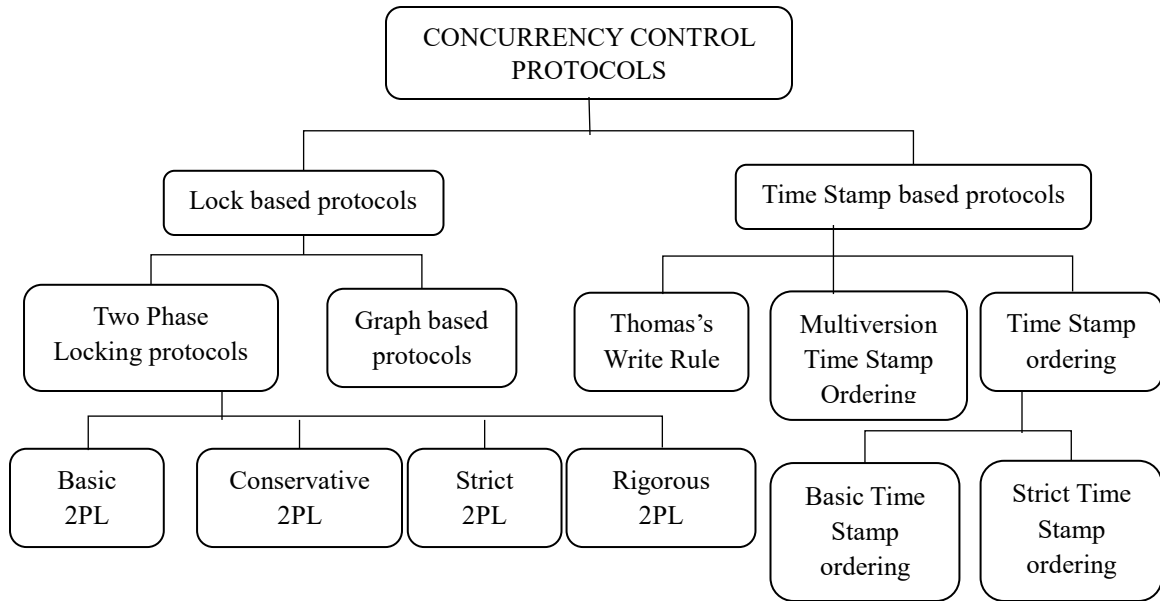 CONCURRENCY CONTROL
PROTOCOLS
Lock based protocols
Time Stamp based protocols
Two Phase
Locking protocols
Graph based
protocols
Thomas's
Write Rule
Multiversion
Time Stamp
Ordering
Time Stamp
ordering
Basic
2PL
Conservative
2PL
Strict
2PL
Rigorous
2PL
Basic Time
Stamp
ordering
Strict Time
Stamp
ordering